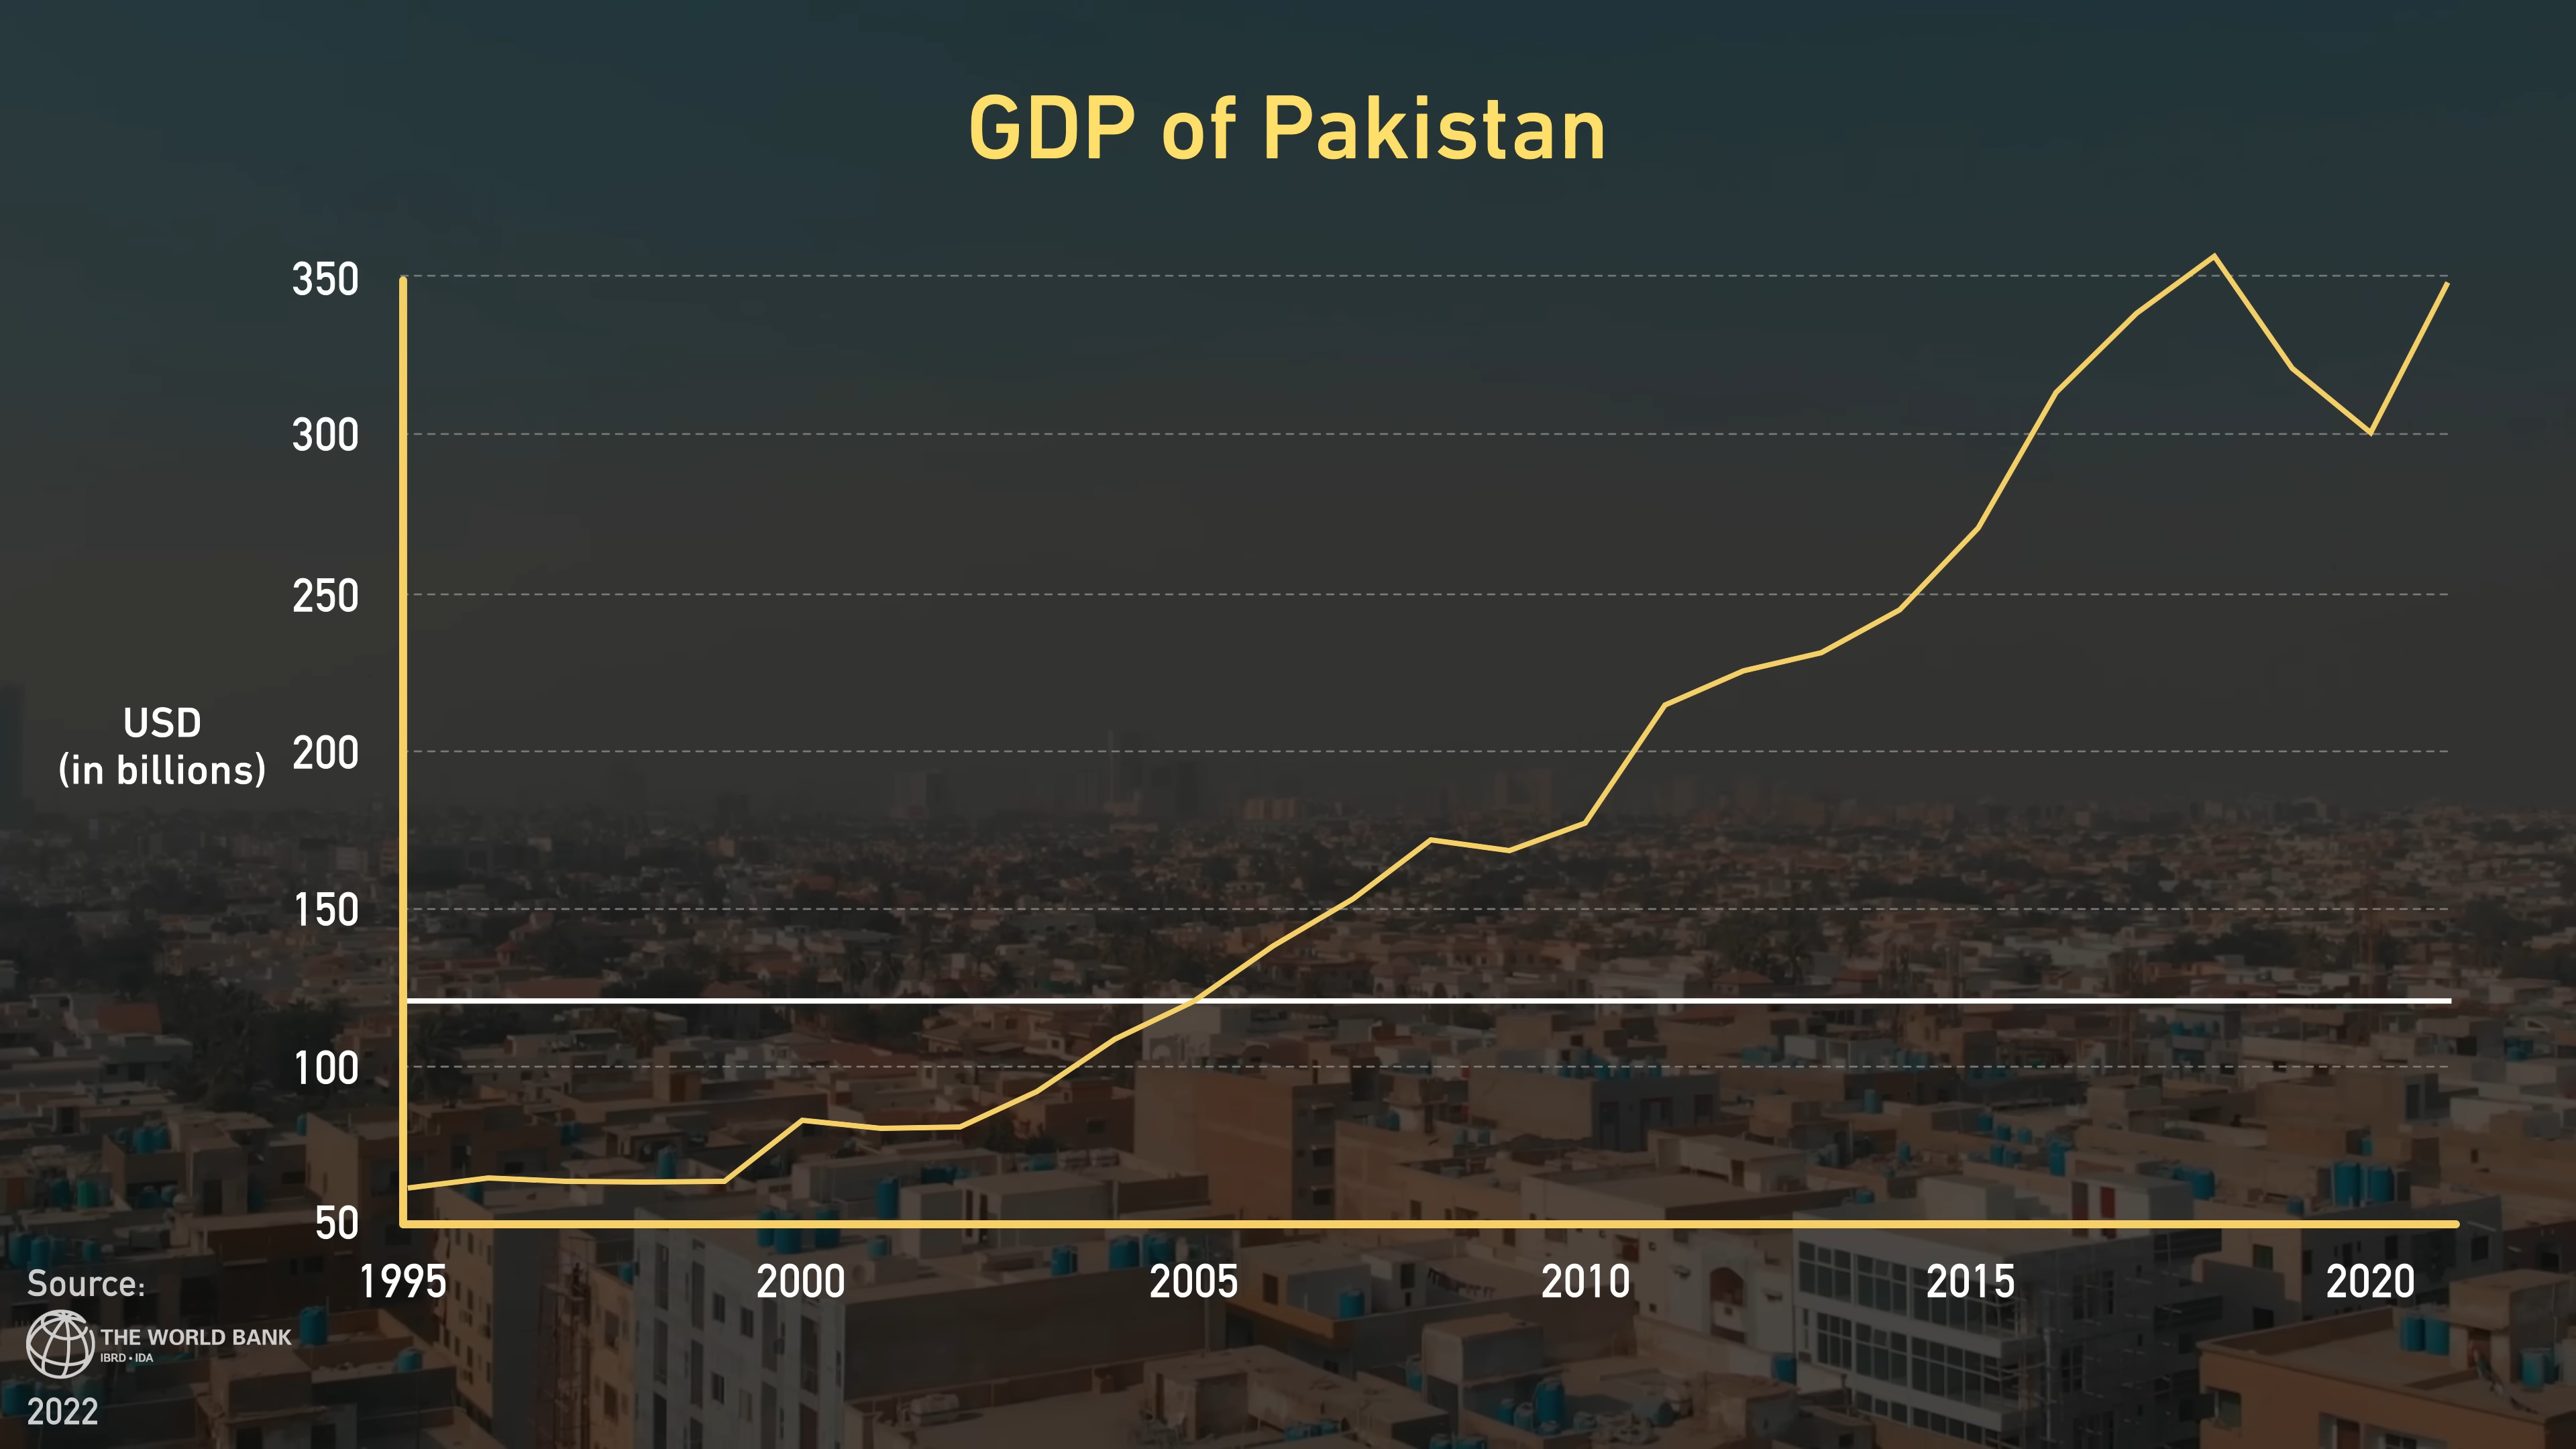 GDP of Pakistan
350
300
250
USD
(in billions)
200
150
100
50
1995 2000 2005 2010 2015 2020
Source:
THE WORLD BANK
IBRD • IDA
2022